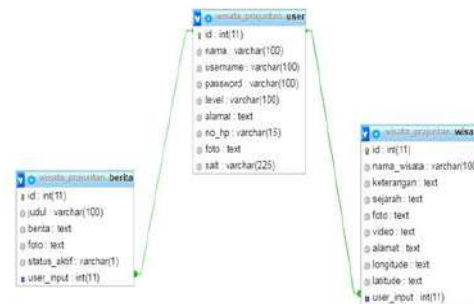 wisata_prajuritan user
id : int(11)
nama : varchar(100)
username : varchar(100)
password : varchar(100)
level : varchar(100)
alamat : text
no_hp : varchar(15)
foto : text
salt : varchar(225)
berita
id : int(11)
judul : varchar(100)
berita : text
foto : text
status_aktif : varchar(1)
user_input : int(11)
wisat
id : int(11)
nama_wisata : varchar(100
keterangan : text
sejarah : text
foto : text
video : text
alamat : text
longitude : text
latitude : text
user_input : int(11)